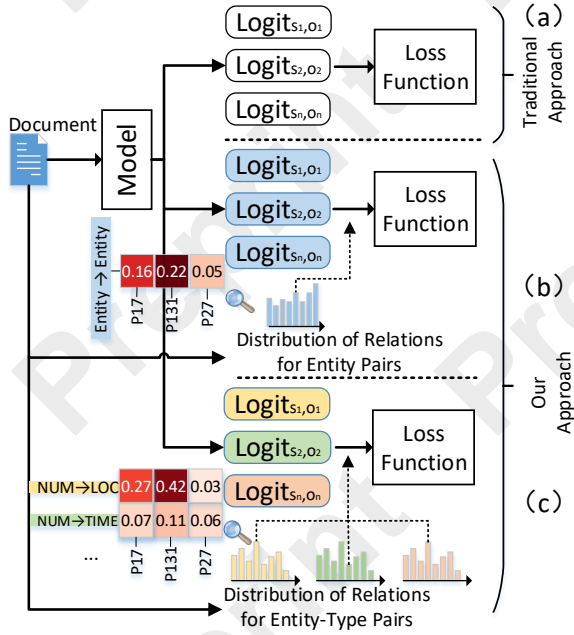 (a)
Logits₁,ₒ₁
Logits₂,ₒ₂
Logitsₙ,ₒₙ
Loss
Function
Traditional
Approach
Document
Model
Logits₁,ₒ₁
Logits₂,ₒ₂
Logitsₙ,ₒₙ
Loss
Function
(b)
Entity → Entity
0.16 0.22 0.05
P17 P131 P27
Distribution of Relations
for Entity Pairs
Our
Approach
Logits₁,ₒ₁
Logits₂,ₒ₂
Logitsₙ,ₒₙ
Loss
Function
(c)
NUM→LOC 0.27 0.42 0.03
NUM→TIME 0.07 0.11 0.06
...
P17 P131 P27
Distribution of Relations
for Entity-Type Pairs
Preprint